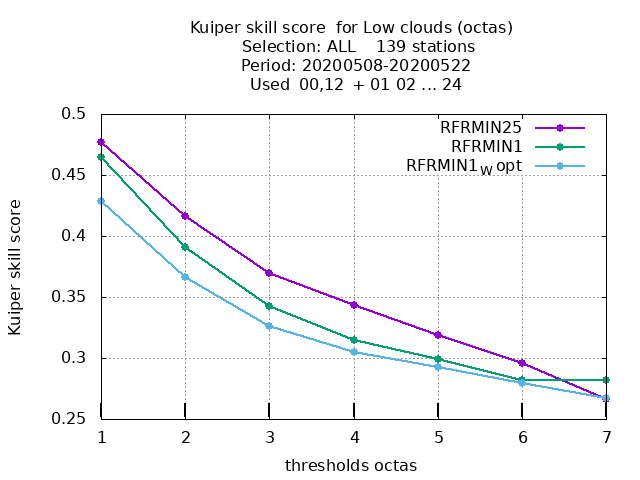 Kuiper skill score  for Low clouds (octas)
Selection: ALL    139 stations
Period: 20200508-20200522
Used  00,12  + 01 02 ... 24
RFRMIN25
RFRMIN1
RFRMIN1W opt
0.5
0.45
0.4
0.35
0.3
0.25
Kuiper skill score
1 2 3 4 5 6 7
thresholds octas